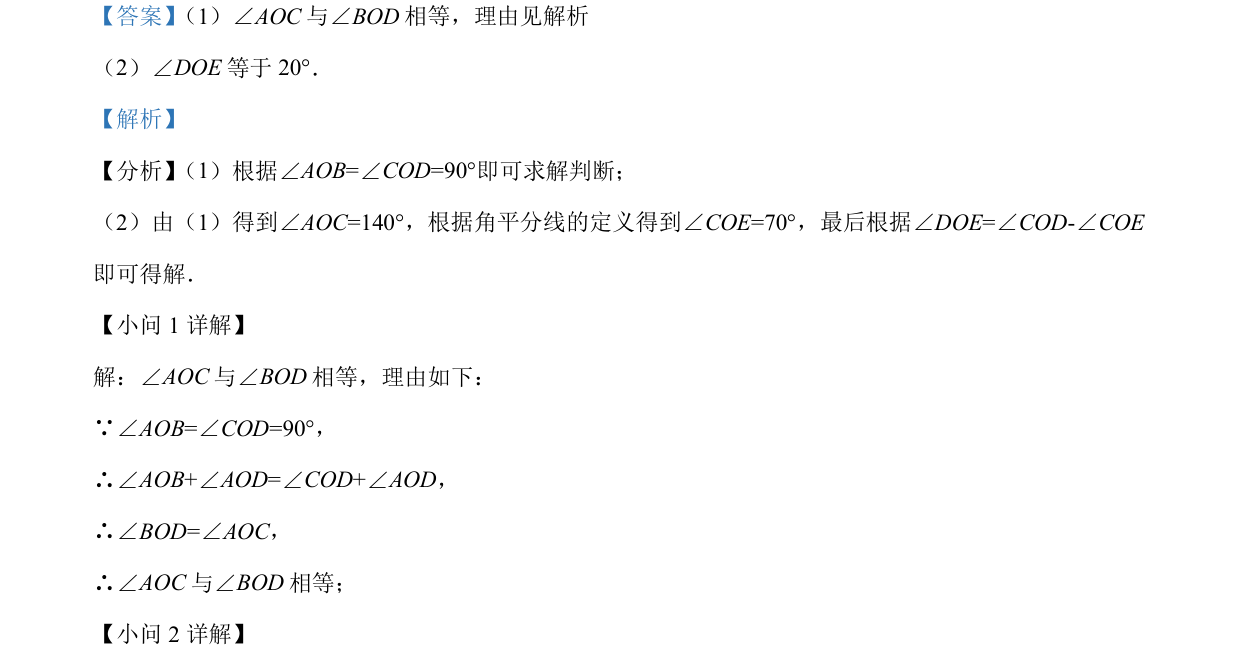 【答案】（1）∠AOC 与∠BOD 相等，理由见解析
（2）∠DOE 等于 20°．
【解析】
【分析】（1）根据∠AOB=∠COD=90°即可求解判断；
（2）由（1）得到∠AOC=140°，根据角平分线的定义得到∠COE=70°，最后根据∠DOE=∠COD-∠COE
即可得解．
【小问 1 详解】
解：∠AOC 与∠BOD 相等，理由如下：
∵∠AOB=∠COD=90°，
∴∠AOB+∠AOD=∠COD+∠AOD，
∴∠BOD=∠AOC，
∴∠AOC 与∠BOD 相等；
【小问 2 详解】